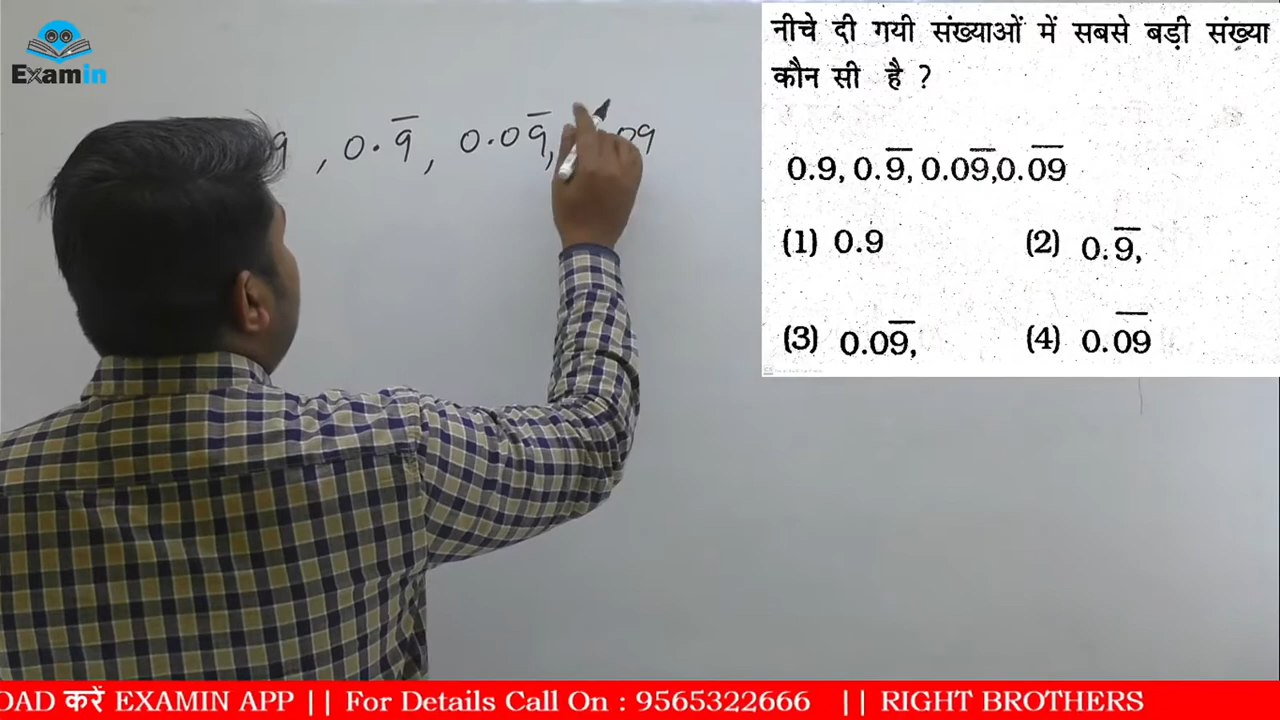 Examin
9 , 0.9̅ , 0.09̅, 09
नीचे दी गयी संख्याओं में सबसे बड़ी संख्या
कौन सी है ?
0.9, 0.9̅, 0.09̅,0.0̅9̅
(1) 0.9 (2) 0.9̅,
(3) 0.09̅, (4) 0.0̅9̅
OAD करें EXAMIN APP || For Details Call On : 9565322666 || RIGHT BROTHERS